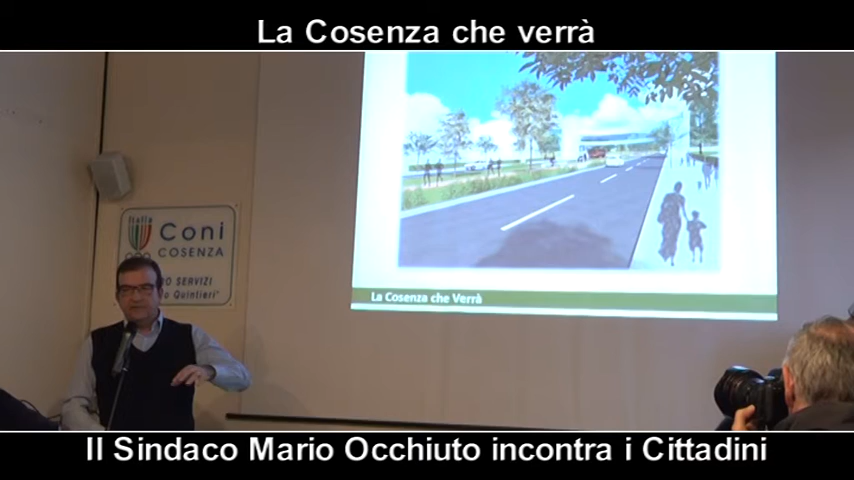 La Cosenza che verrà
Italia
Coni
COSENZA
RO SERVIZI
Quintieri"
La Cosenza che Verrà
Il Sindaco Mario Occhiuto incontra i Cittadini